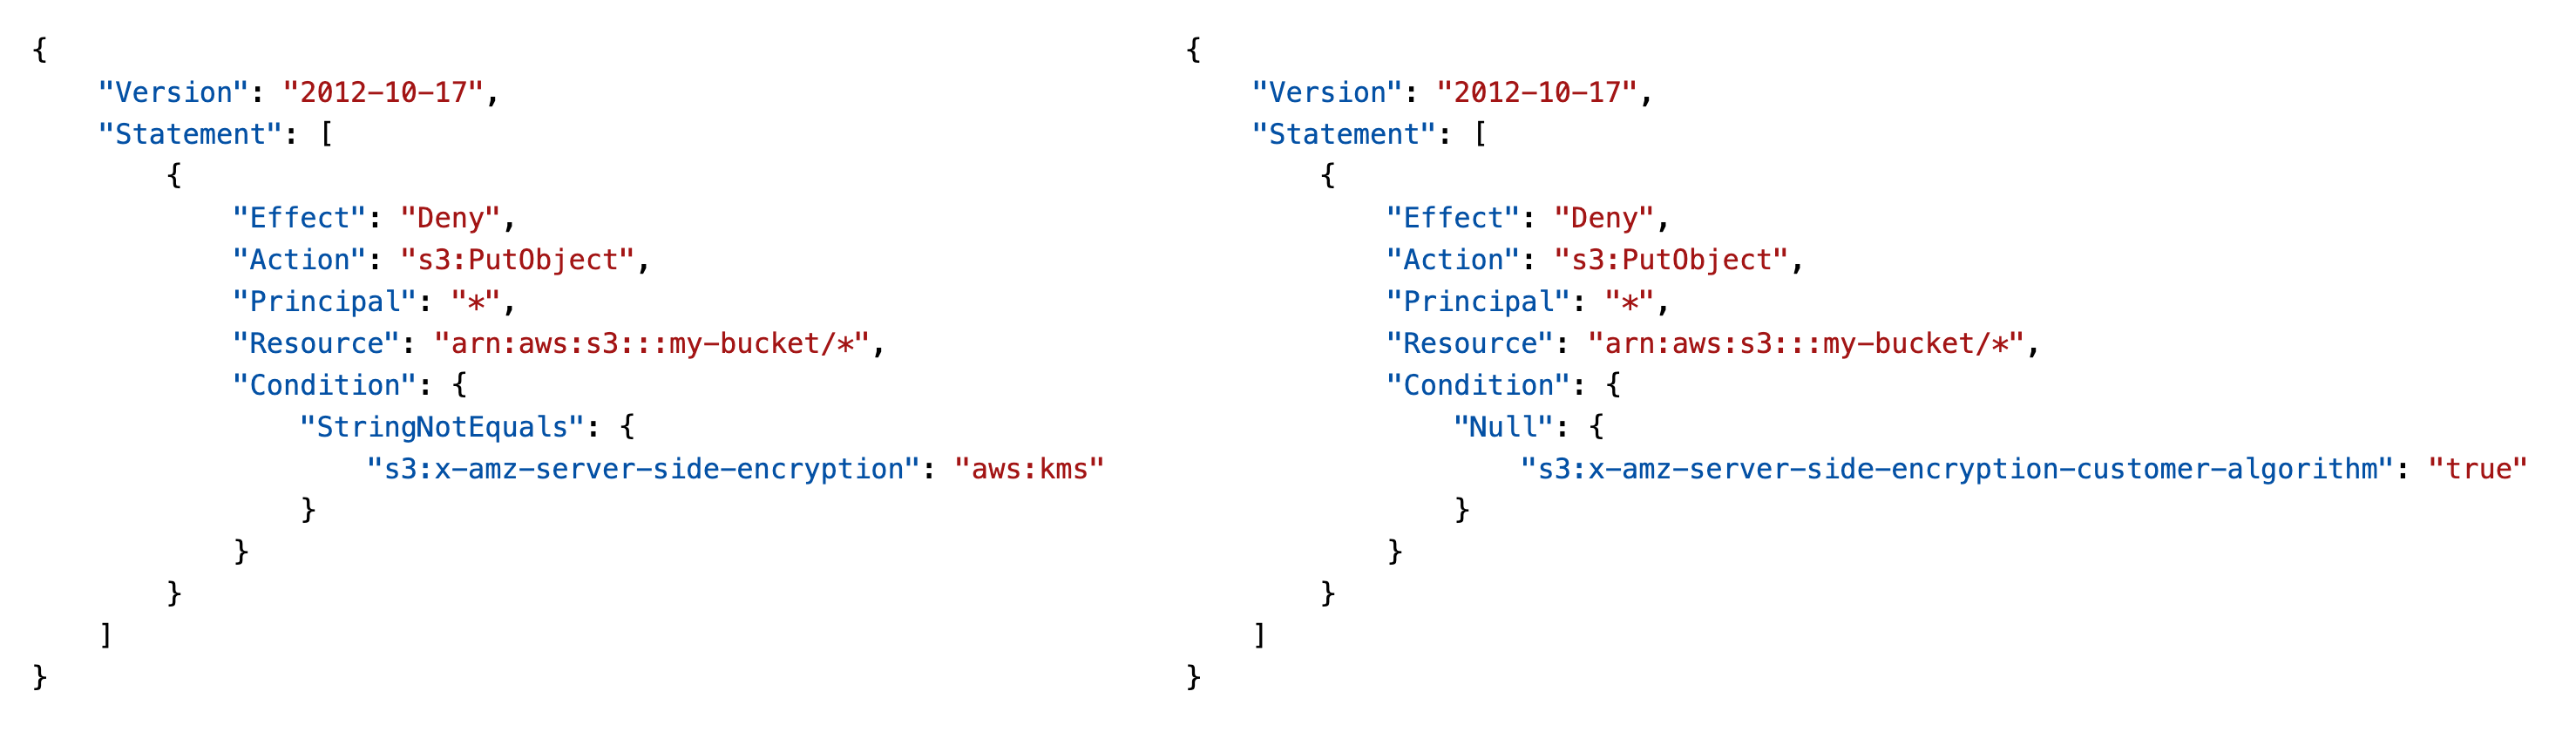 {
    "Version": "2012-10-17",
    "Statement": [
        {
            "Effect": "Deny",
            "Action": "s3:PutObject",
            "Principal": "*",
            "Resource": "arn:aws:s3:::my-bucket/*",
            "Condition": {
                "StringNotEquals": {
                    "s3:x-amz-server-side-encryption": "aws:kms"
                }
            }
        }
    ]
}
{
    "Version": "2012-10-17",
    "Statement": [
        {
            "Effect": "Deny",
            "Action": "s3:PutObject",
            "Principal": "*",
            "Resource": "arn:aws:s3:::my-bucket/*",
            "Condition": {
                "Null": {
                    "s3:x-amz-server-side-encryption-customer-algorithm": "true"
                }
            }
        }
    ]
}